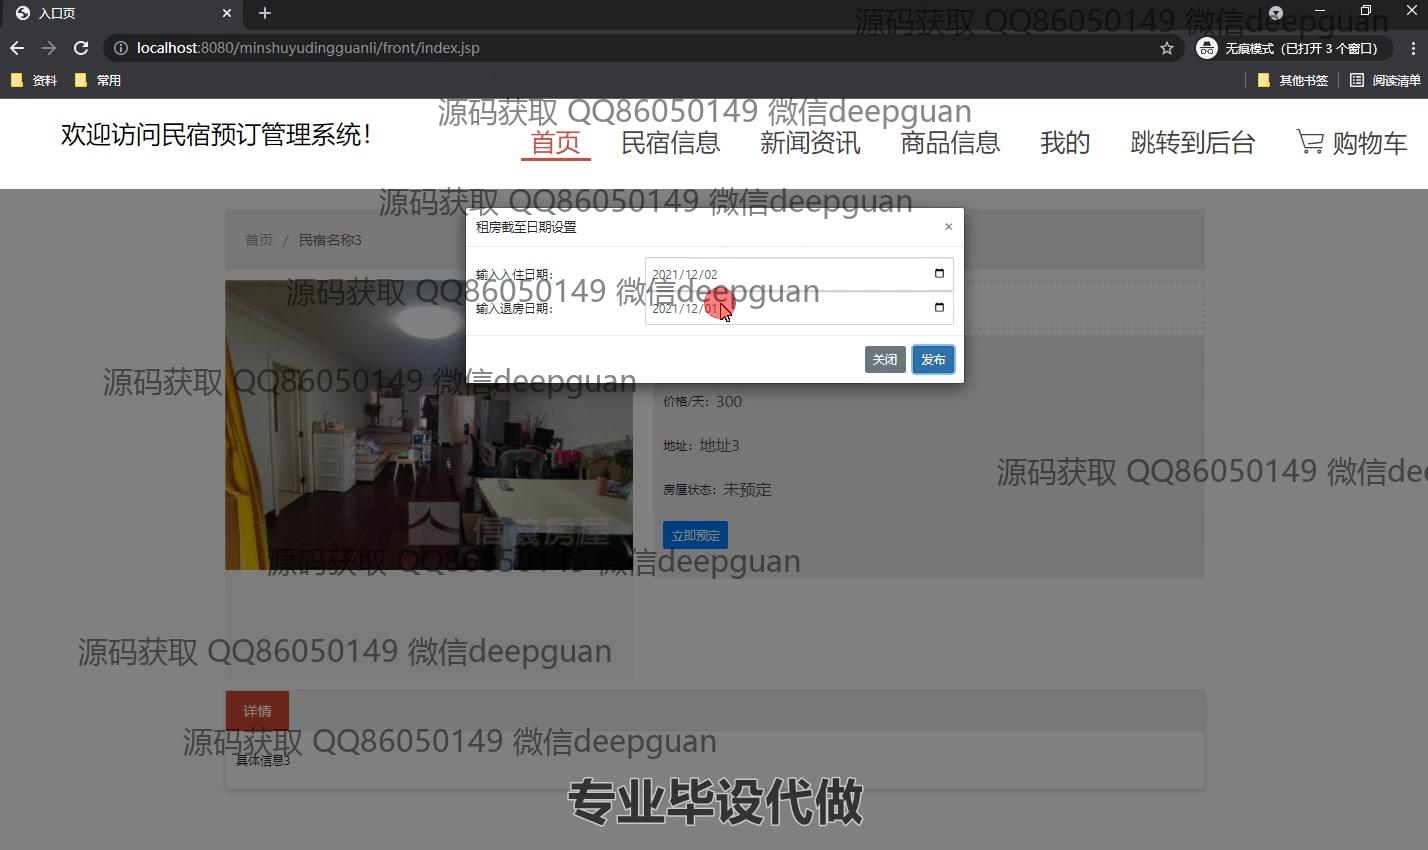 入口页
源码获取 QQ86050149 微信deepguan
localhost:8080/minshuyudingguanli/front/index.jsp
无痕模式（已打开 3 个窗口）
资料
常用
其他书签
阅读清单
源码获取 QQ86050149 微信deepguan
欢迎访问民宿预订管理系统！
首页
民宿信息
新闻资讯
商品信息
我的
跳转到后台
购物车
源码获取 QQ86050149 微信deepguan
租房截至日期设置
×
首页 / 民宿名称3
输入入住日期：
2021/12/02
源码获取 QQ86050149 微信deepguan
输入退房日期：
2021/12/01
关闭
发布
源码获取 QQ86050149 微信deepguan
价格/天：300
地址：地址3
源码获取 QQ86050149 微信dee
房屋状态：未预定
信義房屋
立即预定
源码获取 QQ86050149 微信deepguan
源码获取 QQ86050149 微信deepguan
详情
源码获取 QQ86050149 微信deepguan
具体信息3
专业毕设代做